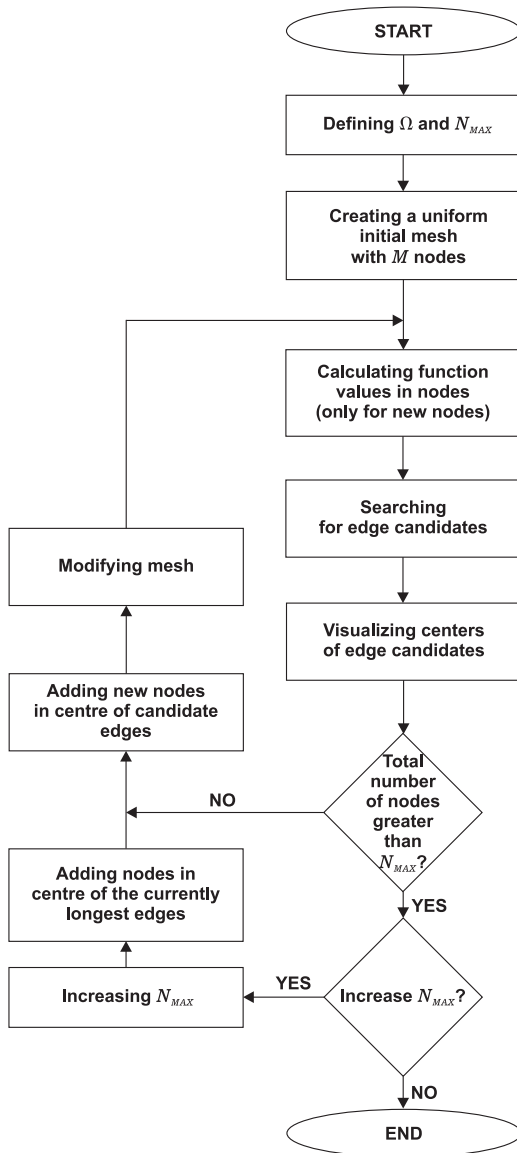 START
Defining Ω and N_MAX
Creating a uniform
initial mesh
with M nodes
Calculating function
values in nodes
(only for new nodes)
Searching
for edge candidates
Modifying mesh
Visualizing centers
of edge candidates
Adding new nodes
in centre of candidate
edges
Total
number
of nodes
greater
than
N_MAX?
NO
Adding nodes in
centre of the currently
longest edges
YES
Increase N_MAX?
YES
Increasing N_MAX
NO
END